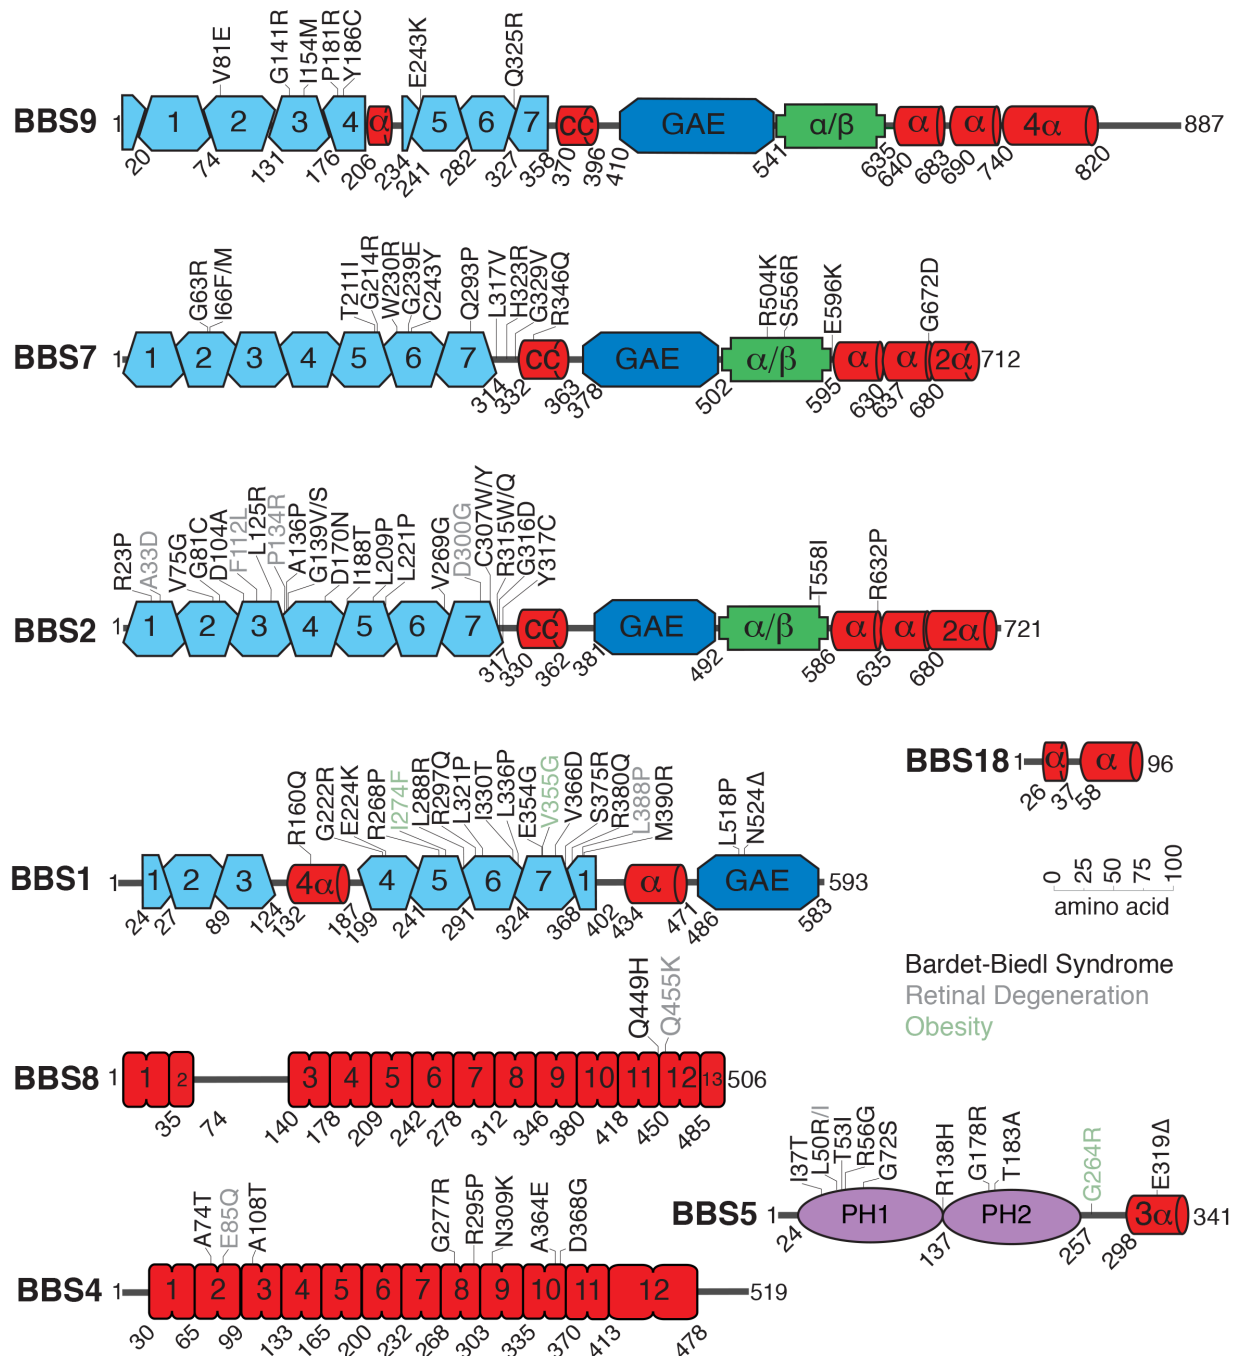 V81E G141R I154M P181R Y186C E243K Q325R
BBS9 1 1 2 3 4 α 5 6 7 CC GAE α/β α α 4α 887
20 74 131 176 206 234 241 282 327 358 370 396 410 541 635 640 683 690 740 820
G63R I66F/M T211I G214R W230R G239E C243Y Q293P L317V H323R G329V R346Q R504K S556R E596K G672D
BBS7 1 1 2 3 4 5 6 7 CC GAE α/β α α 2α 712
314 332 363 378 502 595 630 637 680
R23P A33D V75G G81C D104A F112L L125R P134R A136P G139V/S D170N I188T L209P L221P V269G D300G C307W/Y R315W/Q G316D Y317C T558I R632P
BBS2 1 1 2 3 4 5 6 7 CC GAE α/β α α 2α 721
317 330 362 381 492 586 635 680
BBS18 1 α α 96
26 37 58
R160Q G222R E224K R268P I274F L288R R297Q L321P I330T L336P E354G V355G V366D S375R R380Q L388P M390R L518P N524Δ
BBS1 1 1 2 3 4α 4 5 6 7 1 α GAE 593
24 27 89 124 132 187 199 241 291 324 368 402 434 471 486 583
0 25 50 75 100
amino acid
Bardet-Biedl Syndrome
Retinal Degeneration
Obesity
Q449H Q455K
BBS8 1 1 2 3 4 5 6 7 8 9 10 11 12 13 506
35 74 140 178 209 242 278 312 346 380 418 450 485
I37T L50R/I T53I R56G G72S R138H G178R T183A G264R E319Δ
BBS5 1 PH1 PH2 3α 341
24 137 257 298
A74T E85Q A108T G277R R295P N309K A364E D368G
BBS4 1 1 2 3 4 5 6 7 8 9 10 11 12 519
30 65 99 133 165 200 232 268 303 335 370 413 478